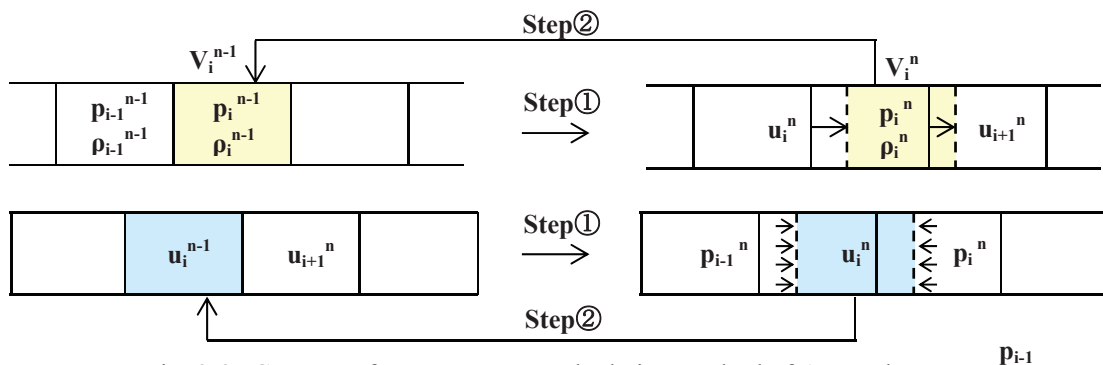 Step②
V_i^{n-1}
V_i^n
p_{i-1}^{n-1}
ρ_{i-1}^{n-1}
p_i^{n-1}
ρ_i^{n-1}
Step①
u_i^n
p_i^n
ρ_i^n
u_{i+1}^n
u_i^{n-1}
u_{i+1}^n
Step①
p_{i-1}^n
u_i^n
p_i^n
Step②
p_{i-1}